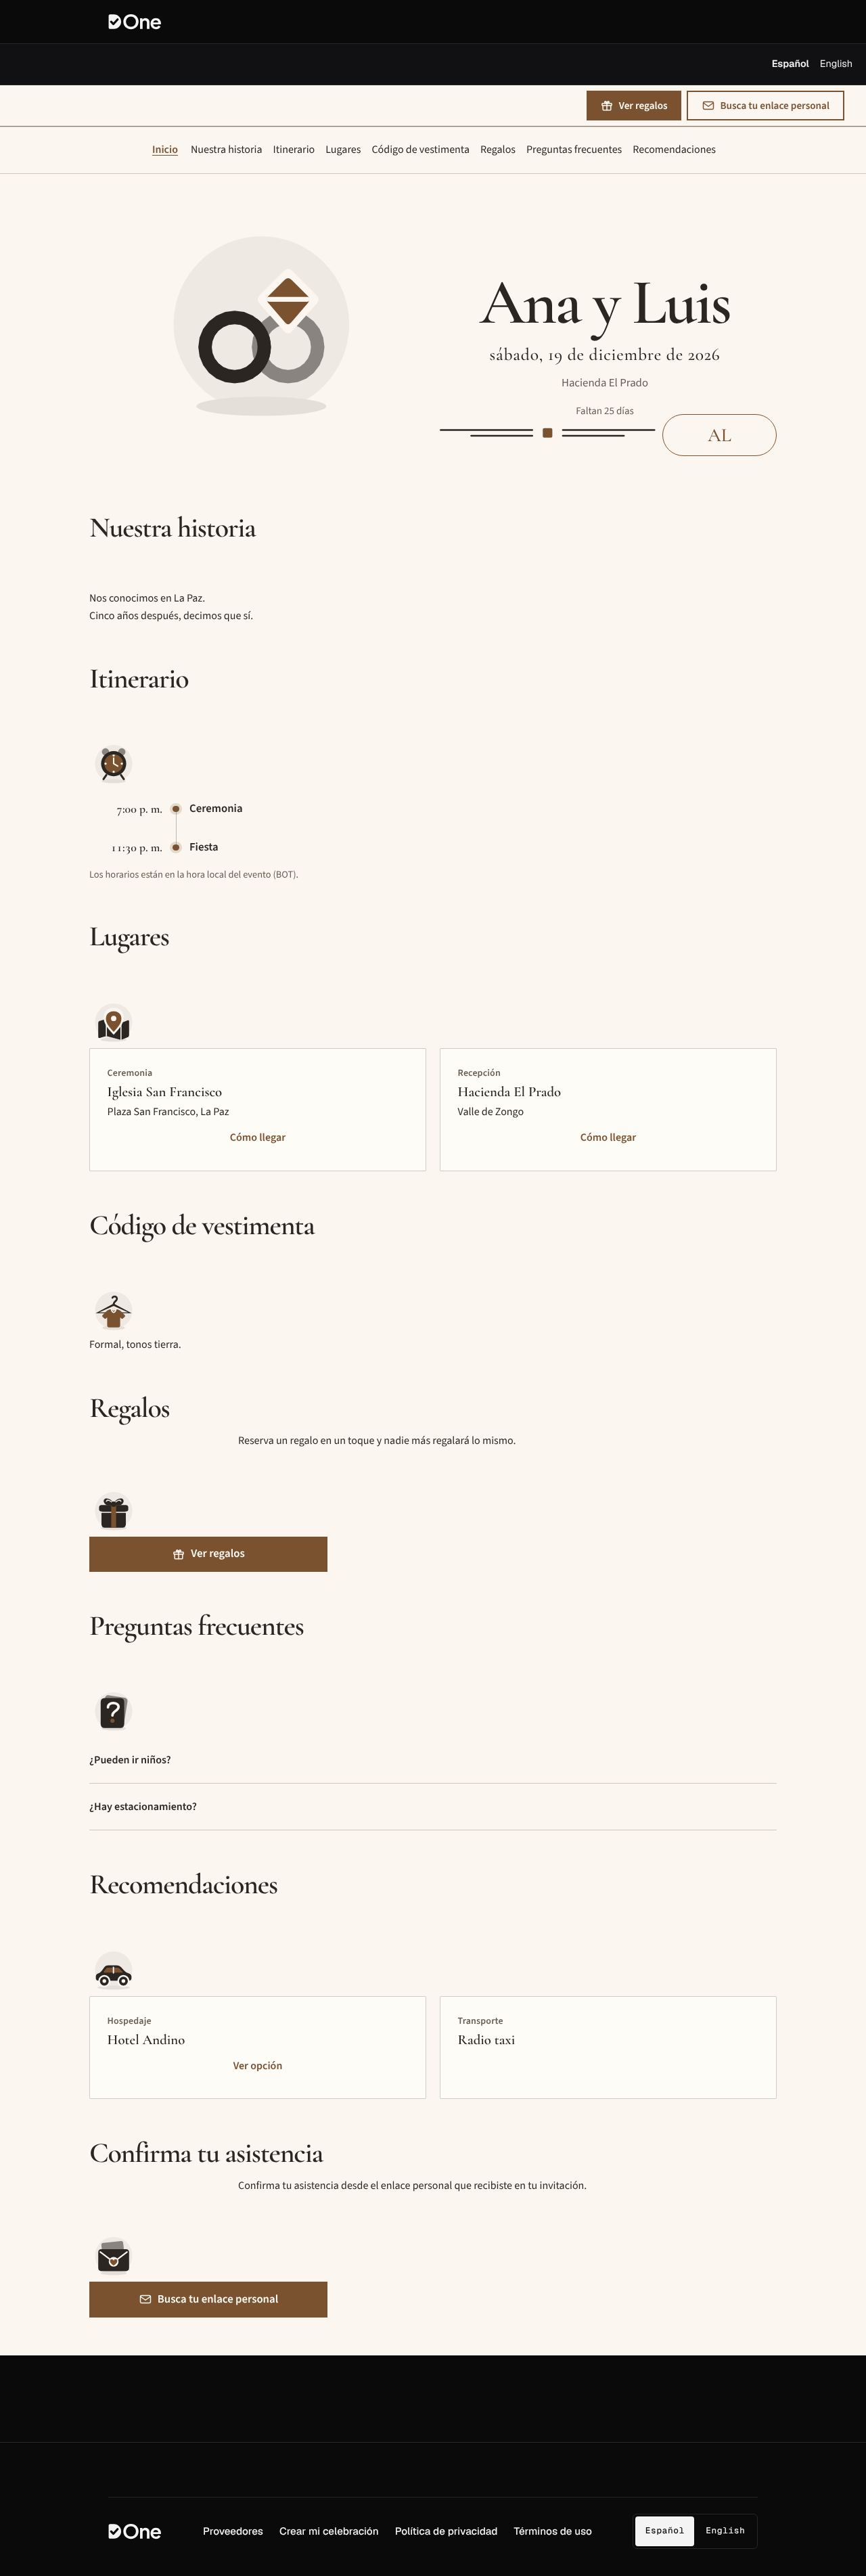 One
Español English
Ver regalos Busca tu enlace personal
Inicio Nuestra historia Itinerario Lugares Código de vestimenta Regalos Preguntas frecuentes Recomendaciones
Ana y Luis
sábado, 19 de diciembre de 2026
Hacienda El Prado
Faltan 25 días
AL
Nuestra historia
Nos conocimos en La Paz.
Cinco años después, decimos que sí.
Itinerario
7:00 p. m. Ceremonia
11:30 p. m. Fiesta
Los horarios están en la hora local del evento (BOT).
Lugares
Ceremonia
Iglesia San Francisco
Plaza San Francisco, La Paz
Cómo llegar
Recepción
Hacienda El Prado
Valle de Zongo
Cómo llegar
Código de vestimenta
Formal, tonos tierra.
Regalos
Reserva un regalo en un toque y nadie más regalará lo mismo.
Ver regalos
Preguntas frecuentes
?
¿Pueden ir niños?
¿Hay estacionamiento?
Recomendaciones
Hospedaje
Hotel Andino
Ver opción
Transporte
Radio taxi
Confirma tu asistencia
Confirma tu asistencia desde el enlace personal que recibiste en tu invitación.
Busca tu enlace personal
One Proveedores Crear mi celebración Política de privacidad Términos de uso Español English